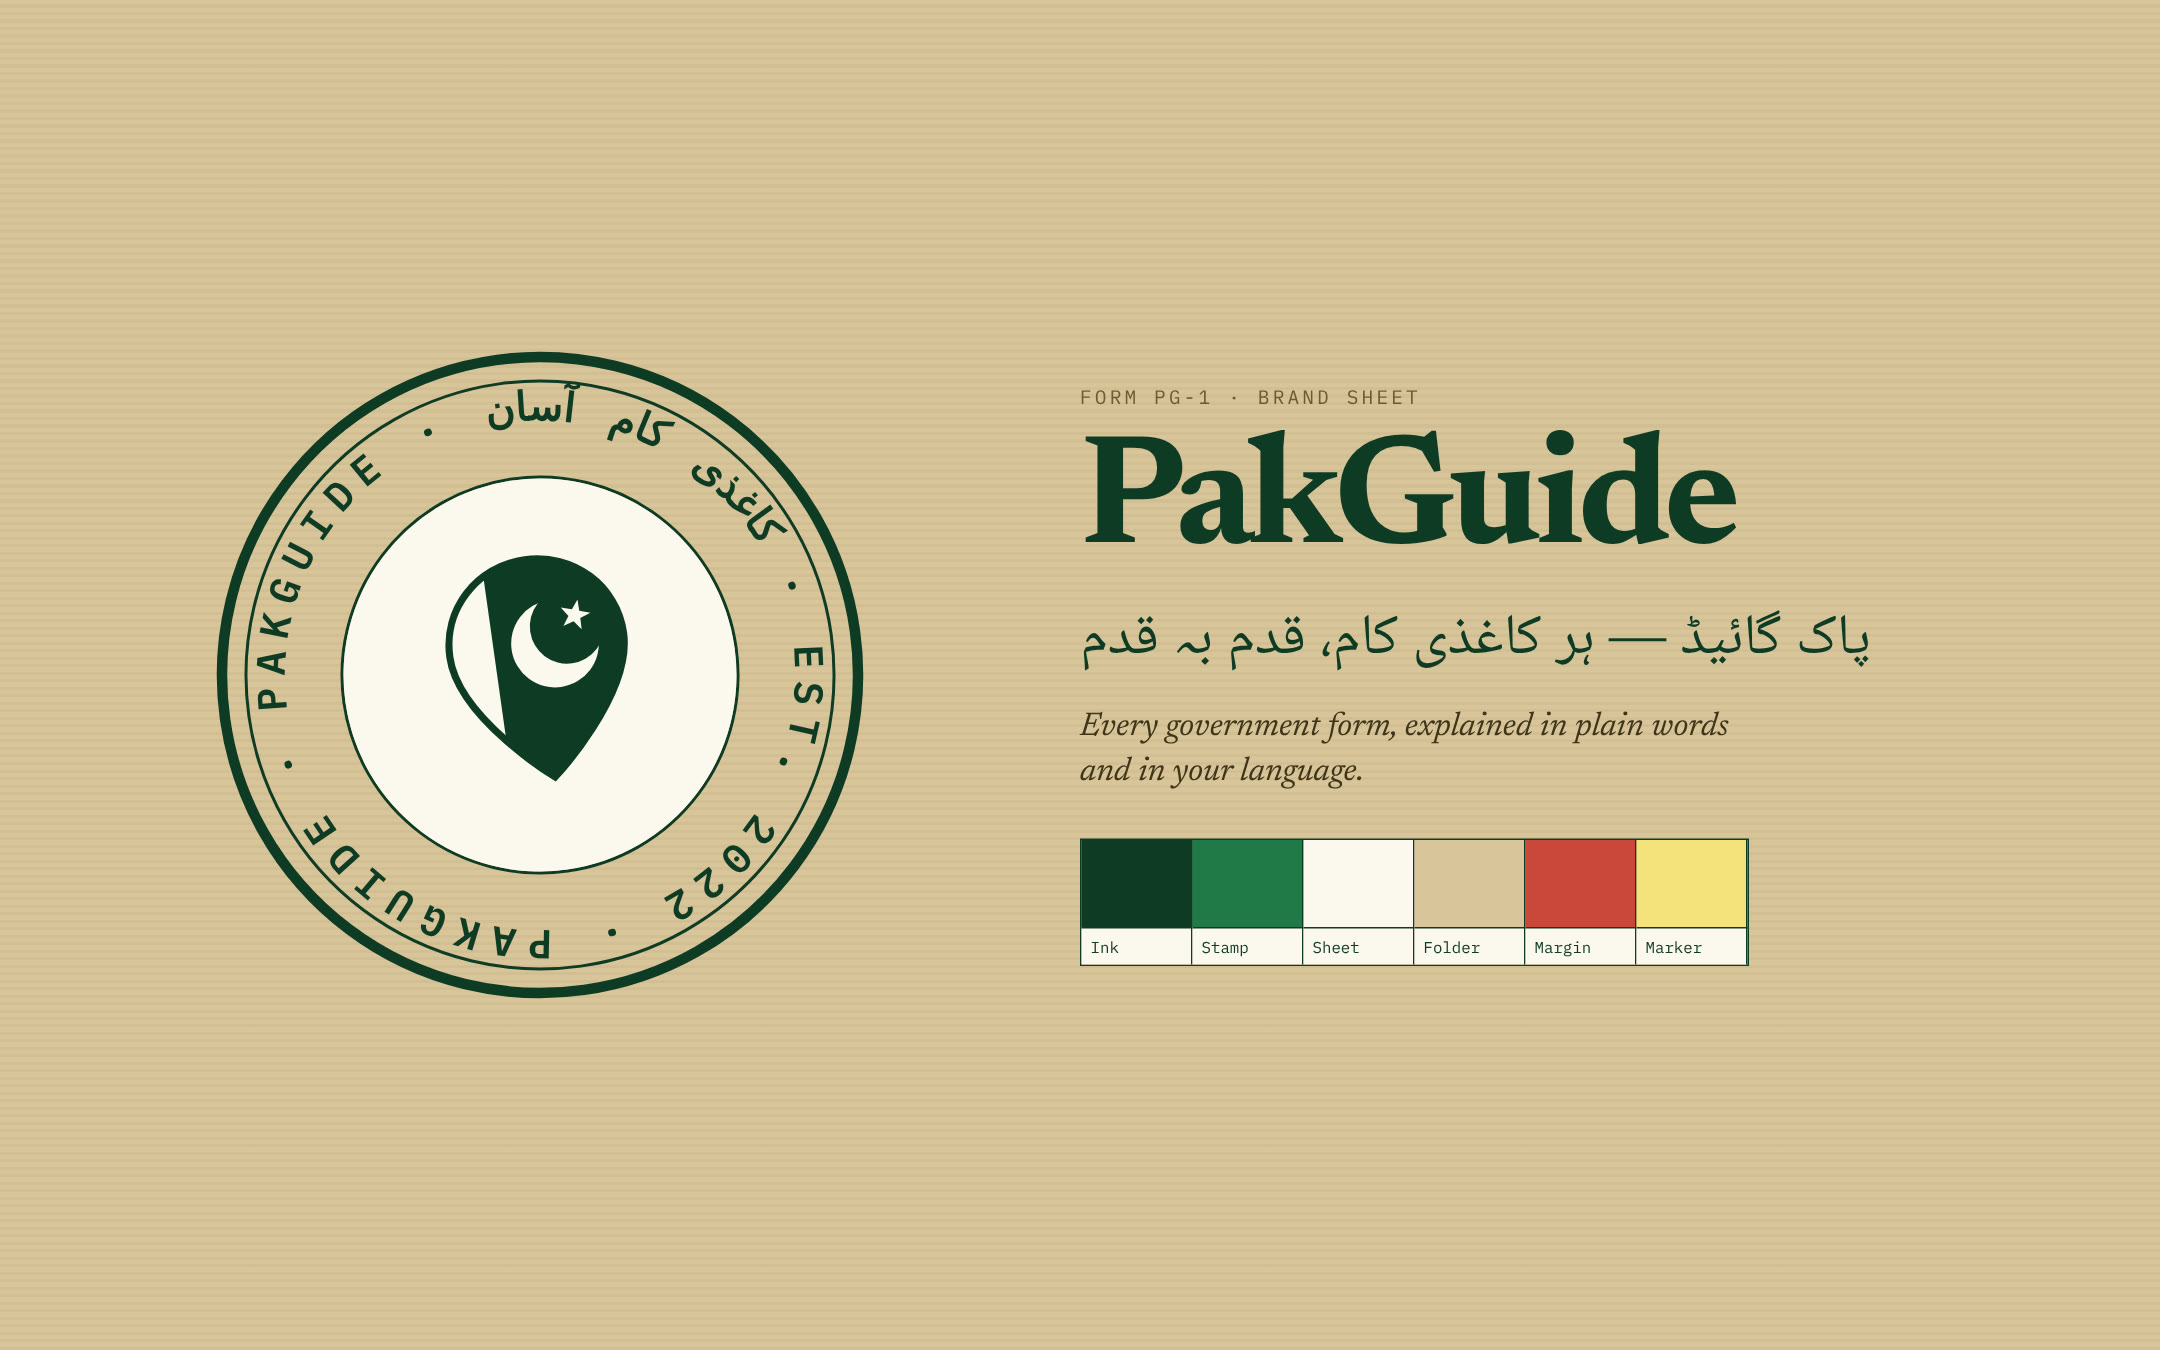 PAKGUIDE · کاغذی کام آسان · EST. 2022 · PAKGUIDE ·
FORM PG-1 · BRAND SHEET
PakGuide
پاک گائیڈ — ہر کاغذی کام، قدم بہ قدم
Every government form, explained in plain words
and in your language.
Ink Stamp Sheet Folder Margin Marker